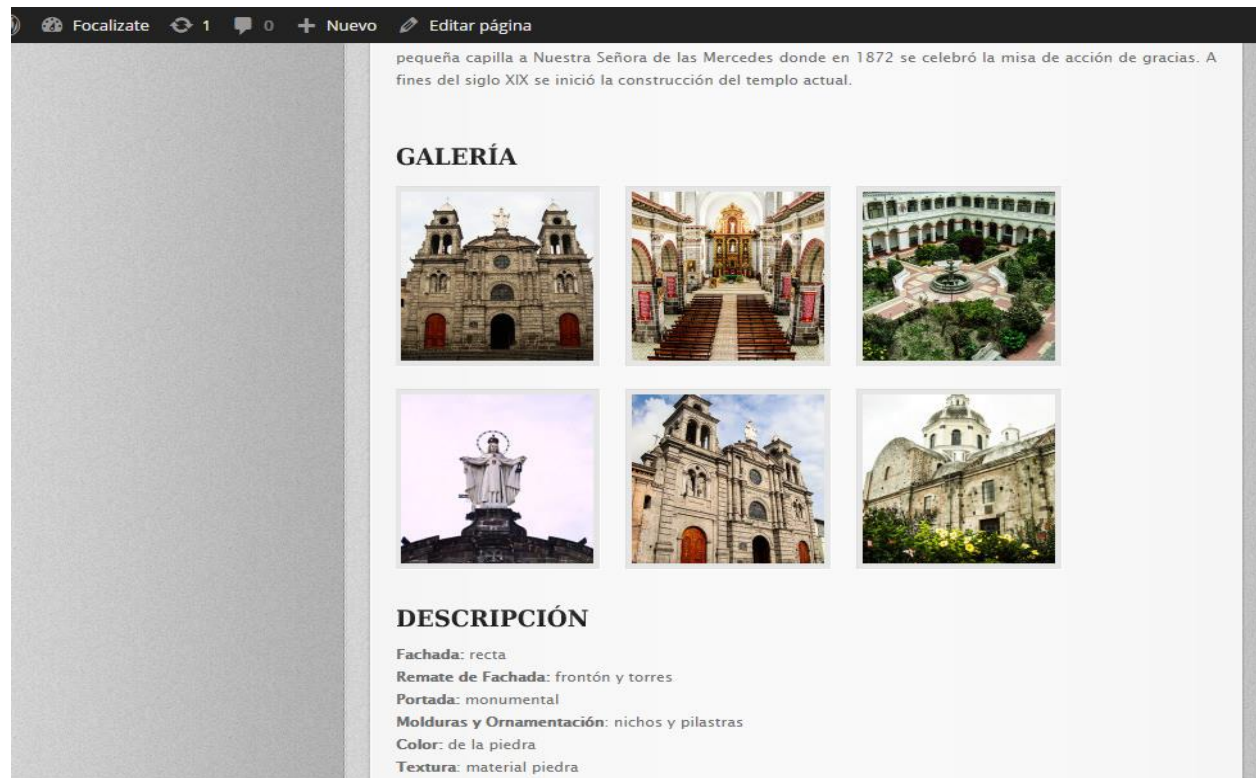 Focalizate 1 0 Nuevo Editar página
pequeña capilla a Nuestra Señora de las Mercedes donde en 1872 se celebró la misa de acción de gracias. A
fines del siglo XIX se inició la construcción del templo actual.
GALERÍA
DESCRIPCIÓN
Fachada: recta
Remate de Fachada: frontón y torres
Portada: monumental
Molduras y Ornamentación: nichos y pilastras
Color: de la piedra
Textura: material piedra